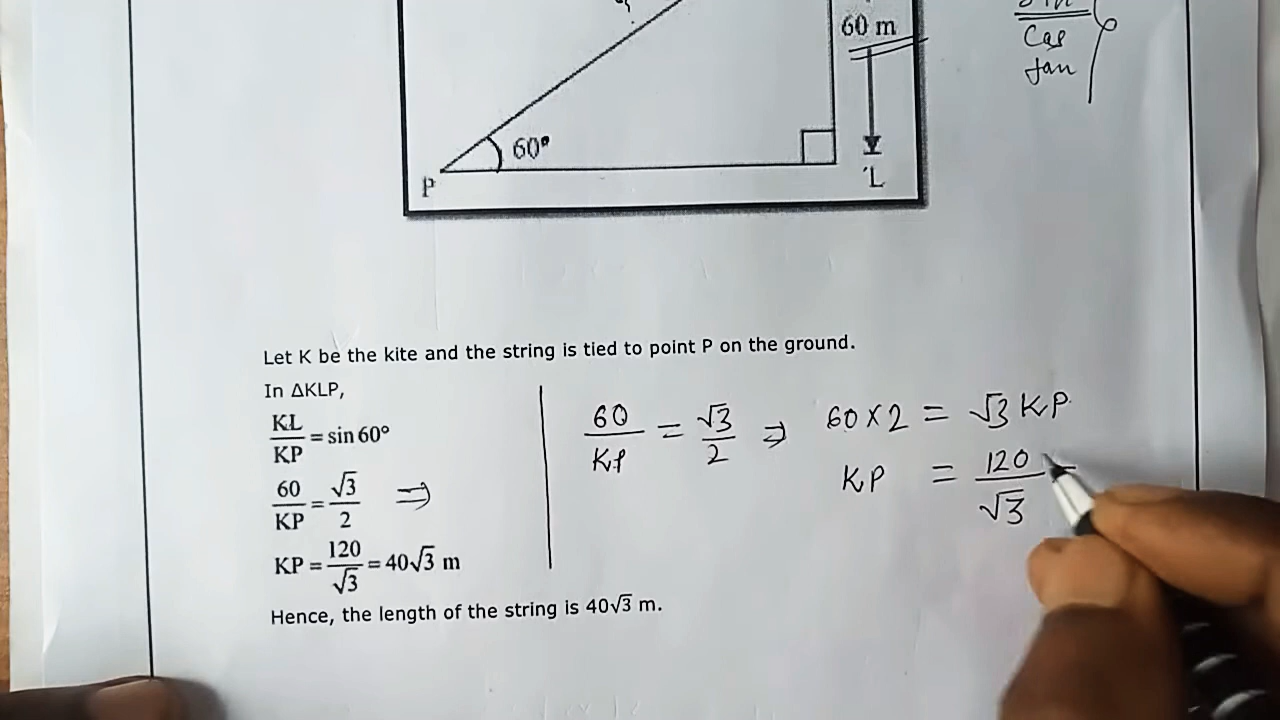 60 m
Cas
tan
60°
P
L
Let K be the kite and the string is tied to point P on the ground.
In ΔKLP,
KL/KP = sin 60°
60/KP = √3/2 ⇒
KP = 120/√3 = 40√3 m
Hence, the length of the string is 40√3 m.
60/KP = √3/2 ⇒ 60 × 2 = √3 KP
KP = 120/√3